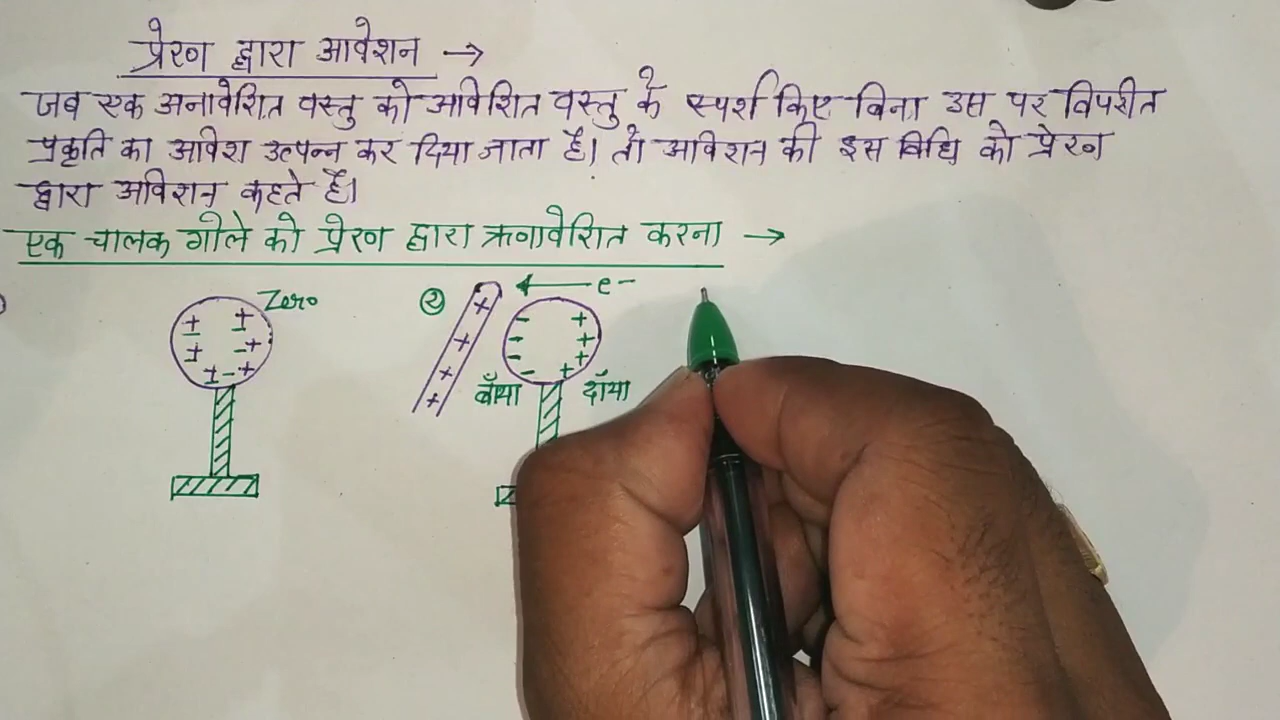 प्रेरण द्वारा आवेशन →
जब एक अनावेशित वस्तु को आवेशित वस्तु के स्पर्श किए बिना उस पर विपरीत
प्रकृति का आवेश उत्पन्न कर दिया जाता है। तो आवेशन की इस विधि को प्रेरण
द्वारा आवेशन कहते हैं।
एक चालक गोले को प्रेरण द्वारा ऋणावेशित करना →
Zero
② e-
बाँया दाँया